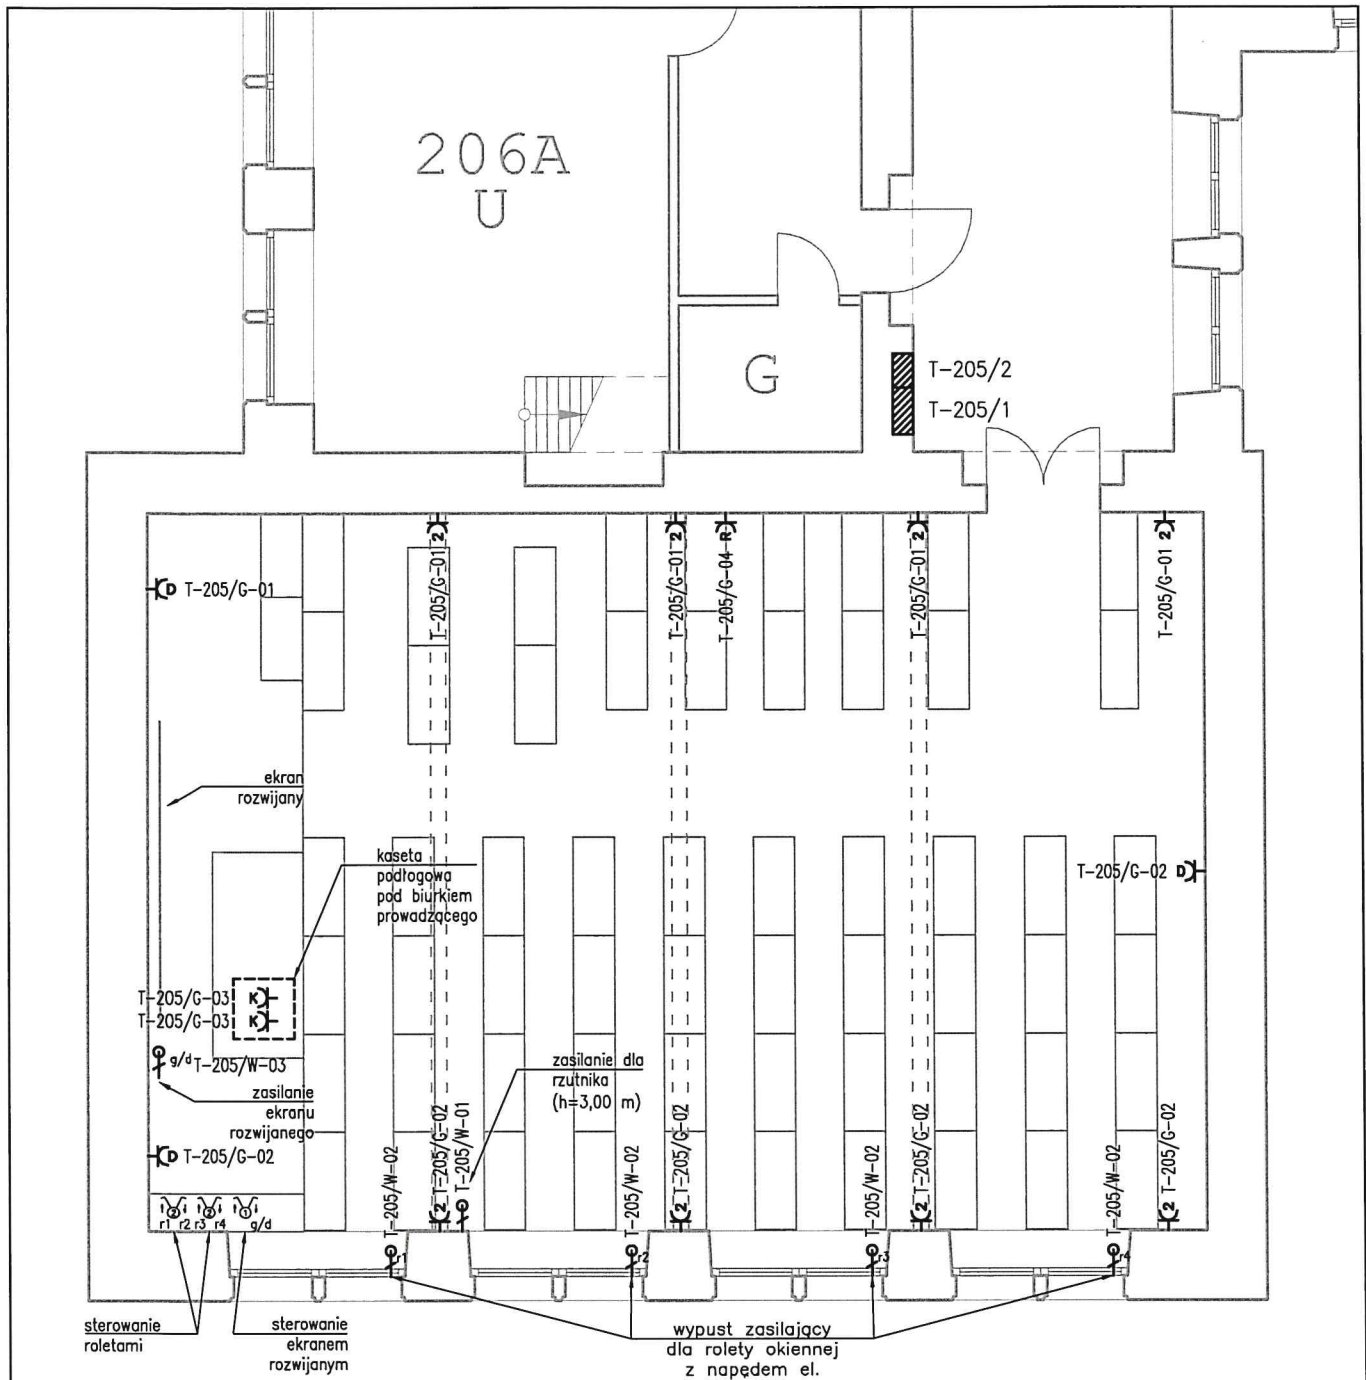 206A
U
G
T-205/2
T-205/1
2
T-205/G-01
2
T-205/G-01
R
T-205/G-04
2
T-205/G-01
2
T-205/G-01
D T-205/G-01
ekran
rozwijany
kaseta
podłogowa
pod biurkiem
prowadzącego
T-205/G-02 D
T-205/G-03 K
T-205/G-03 K
g/d T-205/W-03
zasilanie
ekranu
rozwijanego
zasilanie dla
rzutnika
(h=3,00 m)
D T-205/G-02
2 T-205/G-02
T-205/W-01
2 T-205/G-02
2 T-205/G-02
2 T-205/G-02
T-205/W-02
T-205/W-02
T-205/W-02
T-205/W-02
2 2 1
r1 r2 r3 r4 g/d
r1
r2
r3
r4
sterowanie
roletami
sterowanie
ekranem
rozwijanym
wypust zasilający
dla rolety okiennej
z napędem el.